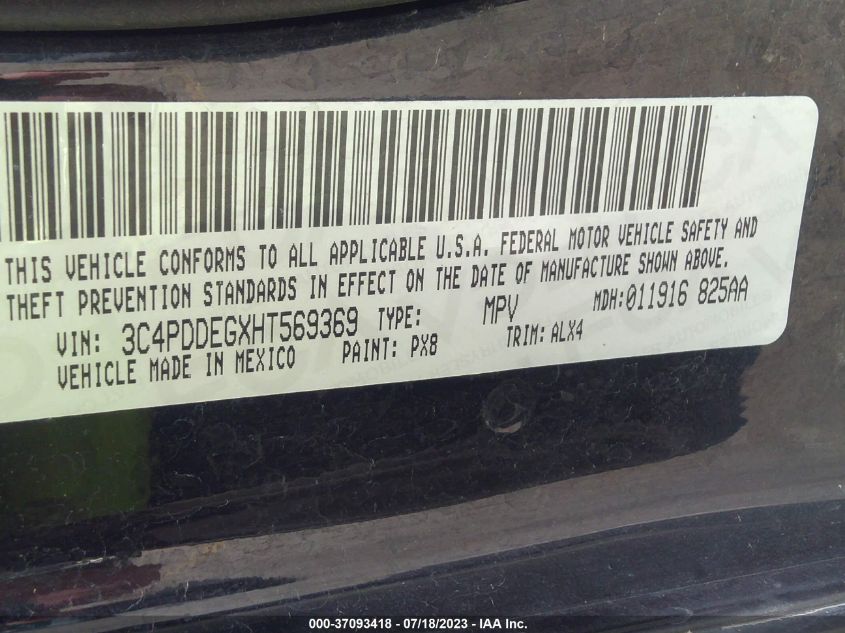 THIS VEHICLE CONFORMS TO ALL APPLICABLE U.S.A. FEDERAL MOTOR VEHICLE SAFETY AND
THEFT PREVENTION STANDARDS IN EFFECT ON THE DATE OF MANUFACTURE SHOWN ABOVE.
VIN: 3C4PDDEGXHT569369 TYPE: MPV MDH:011916 825AA
VEHICLE MADE IN MEXICO PAINT: PX8 TRIM: ALX4
000-37093418 - 07/18/2023 - © IAA Inc.